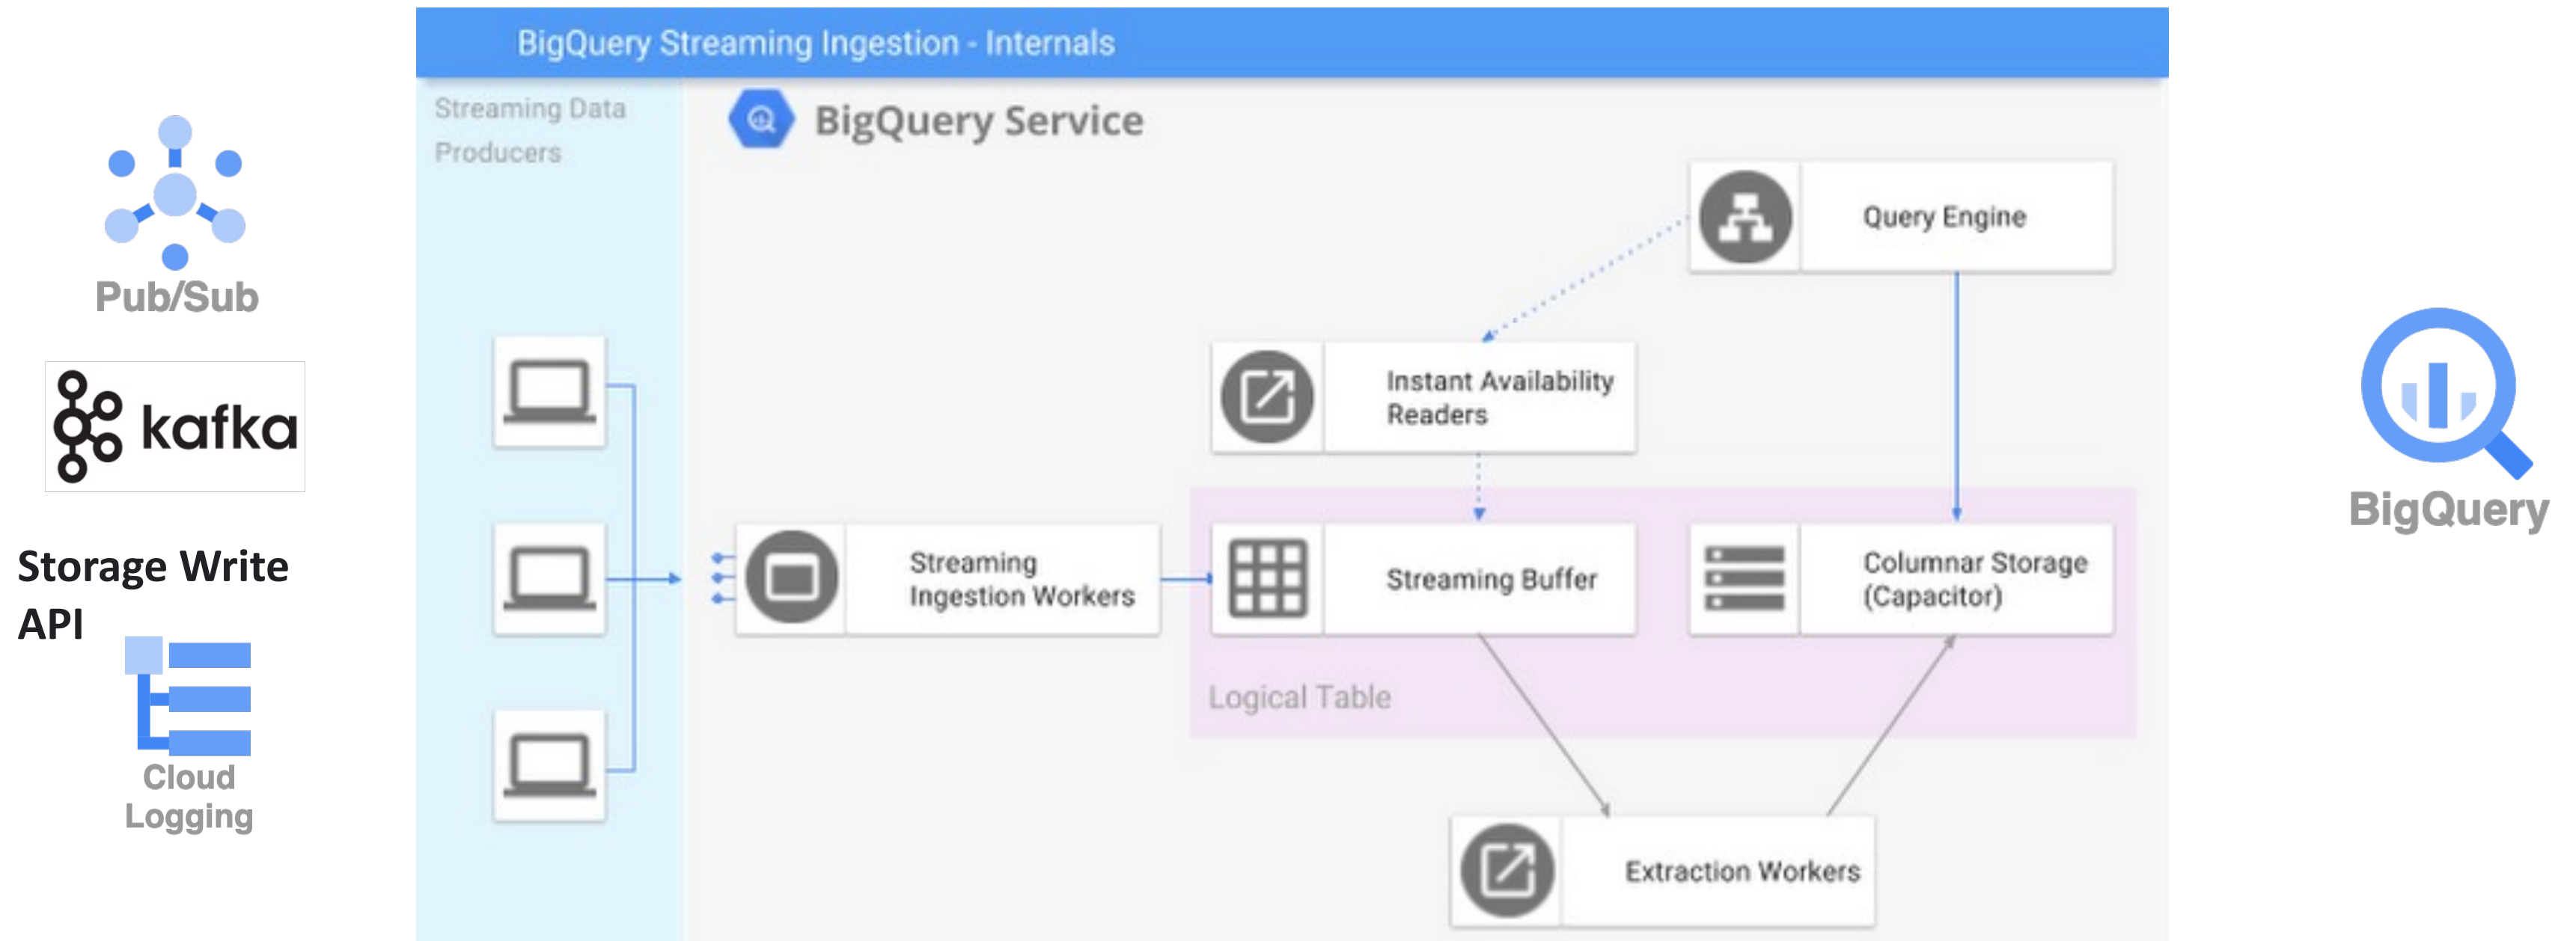 BigQuery Streaming Ingestion - Internals
Pub/Sub
kafka
Storage Write
API
Cloud
Logging
Streaming Data
Producers
BigQuery Service
Query Engine
Instant Availability
Readers
Streaming
Ingestion Workers
Streaming Buffer
Columnar Storage
(Capacitor)
Logical Table
Extraction Workers
BigQuery